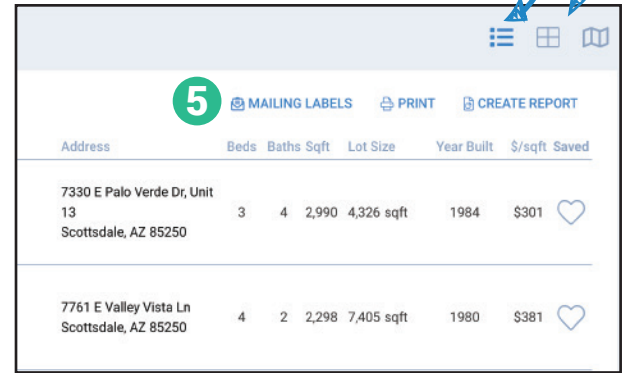 5 MAILING LABELS PRINT CREATE REPORT
Address Beds Baths Sqft Lot Size Year Built $/sqft Saved
7330 E Palo Verde Dr, Unit
13 3 4 2,990 4,326 sqft 1984 $301
Scottsdale, AZ 85250
7761 E Valley Vista Ln
Scottsdale, AZ 85250 4 2 2,298 7,405 sqft 1980 $381